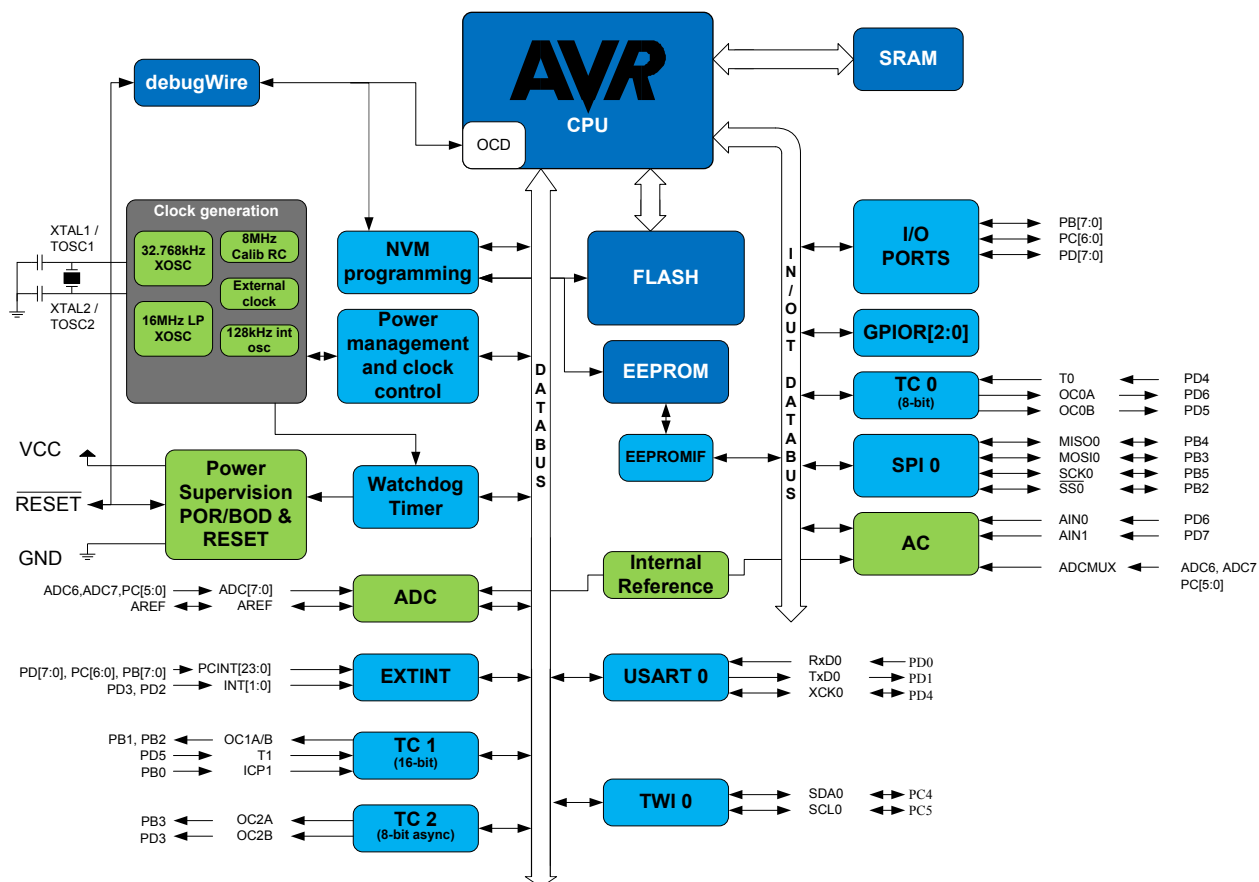 AVR
CPU
OCD
SRAM
debugWire
Clock generation
XTAL1 /
TOSC1
XTAL2 /
TOSC2
32.768kHz
XOSC
8MHz
Calib RC
External
clock
16MHz LP
XOSC
128kHz int
osc
NVM
programming
FLASH
Power
management
and clock
control
EEPROM
EEPROMIF
DATABUS
IN/OUT DATABUS
I/O
PORTS
PB[7:0]
PC[6:0]
PD[7:0]
GPIOR[2:0]
TC 0
(8-bit)
T0 PD4
OC0A PD6
OC0B PD5
SPI 0
MISO0 PB4
MOSI0 PB3
SCK0 PB5
SS0 PB2
AC
AIN0 PD6
AIN1 PD7
ADCMUX ADC6, ADC7
PC[5:0]
VCC
RESET
GND
Power
Supervision
POR/BOD &
RESET
Watchdog
Timer
Internal
Reference
ADC6,ADC7,PC[5:0] ADC[7:0]
AREF AREF
ADC
PD[7:0], PC[6:0], PB[7:0] PCINT[23:0]
PD3, PD2 INT[1:0]
EXTINT
USART 0
RxD0 PD0
TxD0 PD1
XCK0 PD4
PB1, PB2 OC1A/B
PD5 T1
PB0 ICP1
TC 1
(16-bit)
TWI 0
SDA0 PC4
SCL0 PC5
PB3 OC2A
PD3 OC2B
TC 2
(8-bit async)